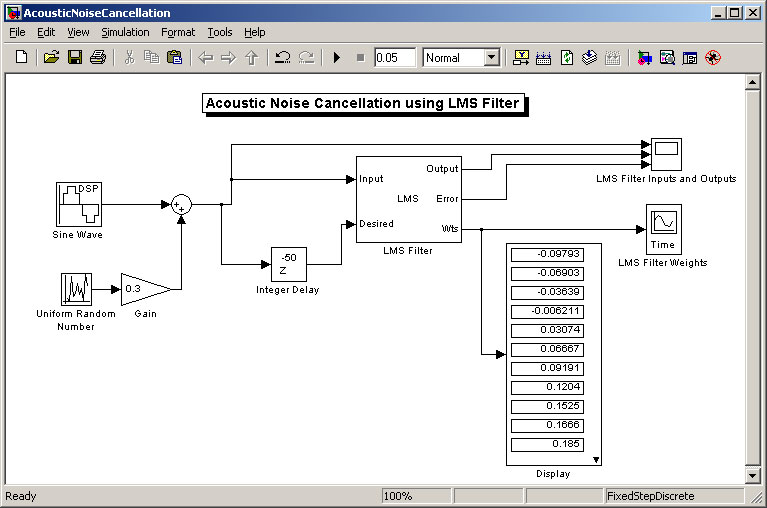 AcousticNoiseCancellation
File Edit View Simulation Format Tools Help
0.05 Normal
Acoustic Noise Cancellation using LMS Filter
DSP
Sine Wave
Uniform Random
Number
0.3
Gain
-50
Z
Integer Delay
Input
Desired
LMS
Output
Error
Wts
LMS Filter
LMS Filter Inputs and Outputs
Time
LMS Filter Weights
-0.09793
-0.06903
-0.03639
-0.006211
0.03074
0.06667
0.09191
0.1204
0.1525
0.1666
0.185
Display
Ready 100% FixedStepDiscrete